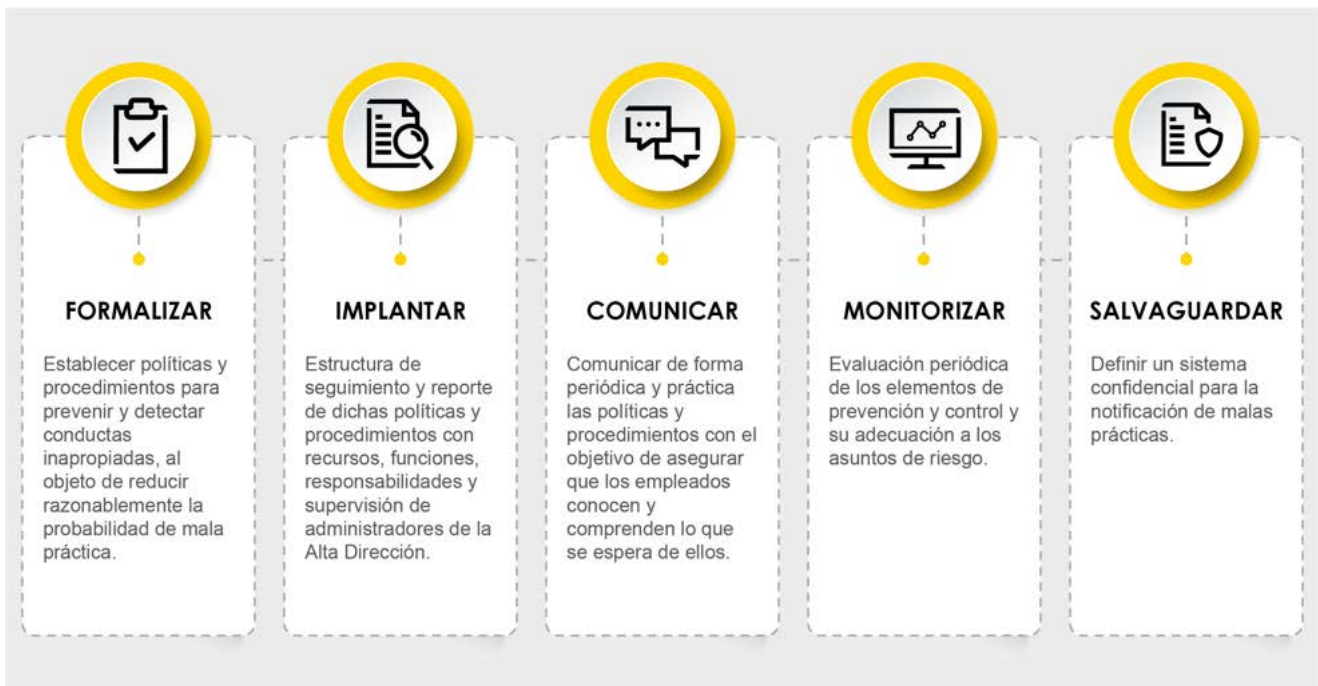 FORMALIZAR
Establecer políticas y
procedimientos para
prevenir y detectar
conductas
inapropiadas, al
objeto de reducir
razonablemente la
probabilidad de mala
práctica.
IMPLANTAR
Estructura de
seguimiento y reporte
de dichas políticas y
procedimientos con
recursos, funciones,
responsabilidades y
supervisión de
administradores de la
Alta Dirección.
COMUNICAR
Comunicar de forma
periódica y práctica
las políticas y
procedimientos con el
objetivo de asegurar
que los empleados
conocen y
comprenden lo que
se espera de ellos.
MONITORIZAR
Evaluación periódica
de los elementos de
prevención y control y
su adecuación a los
asuntos de riesgo.
SALVAGUARDAR
Definir un sistema
confidencial para la
notificación de malas
prácticas.